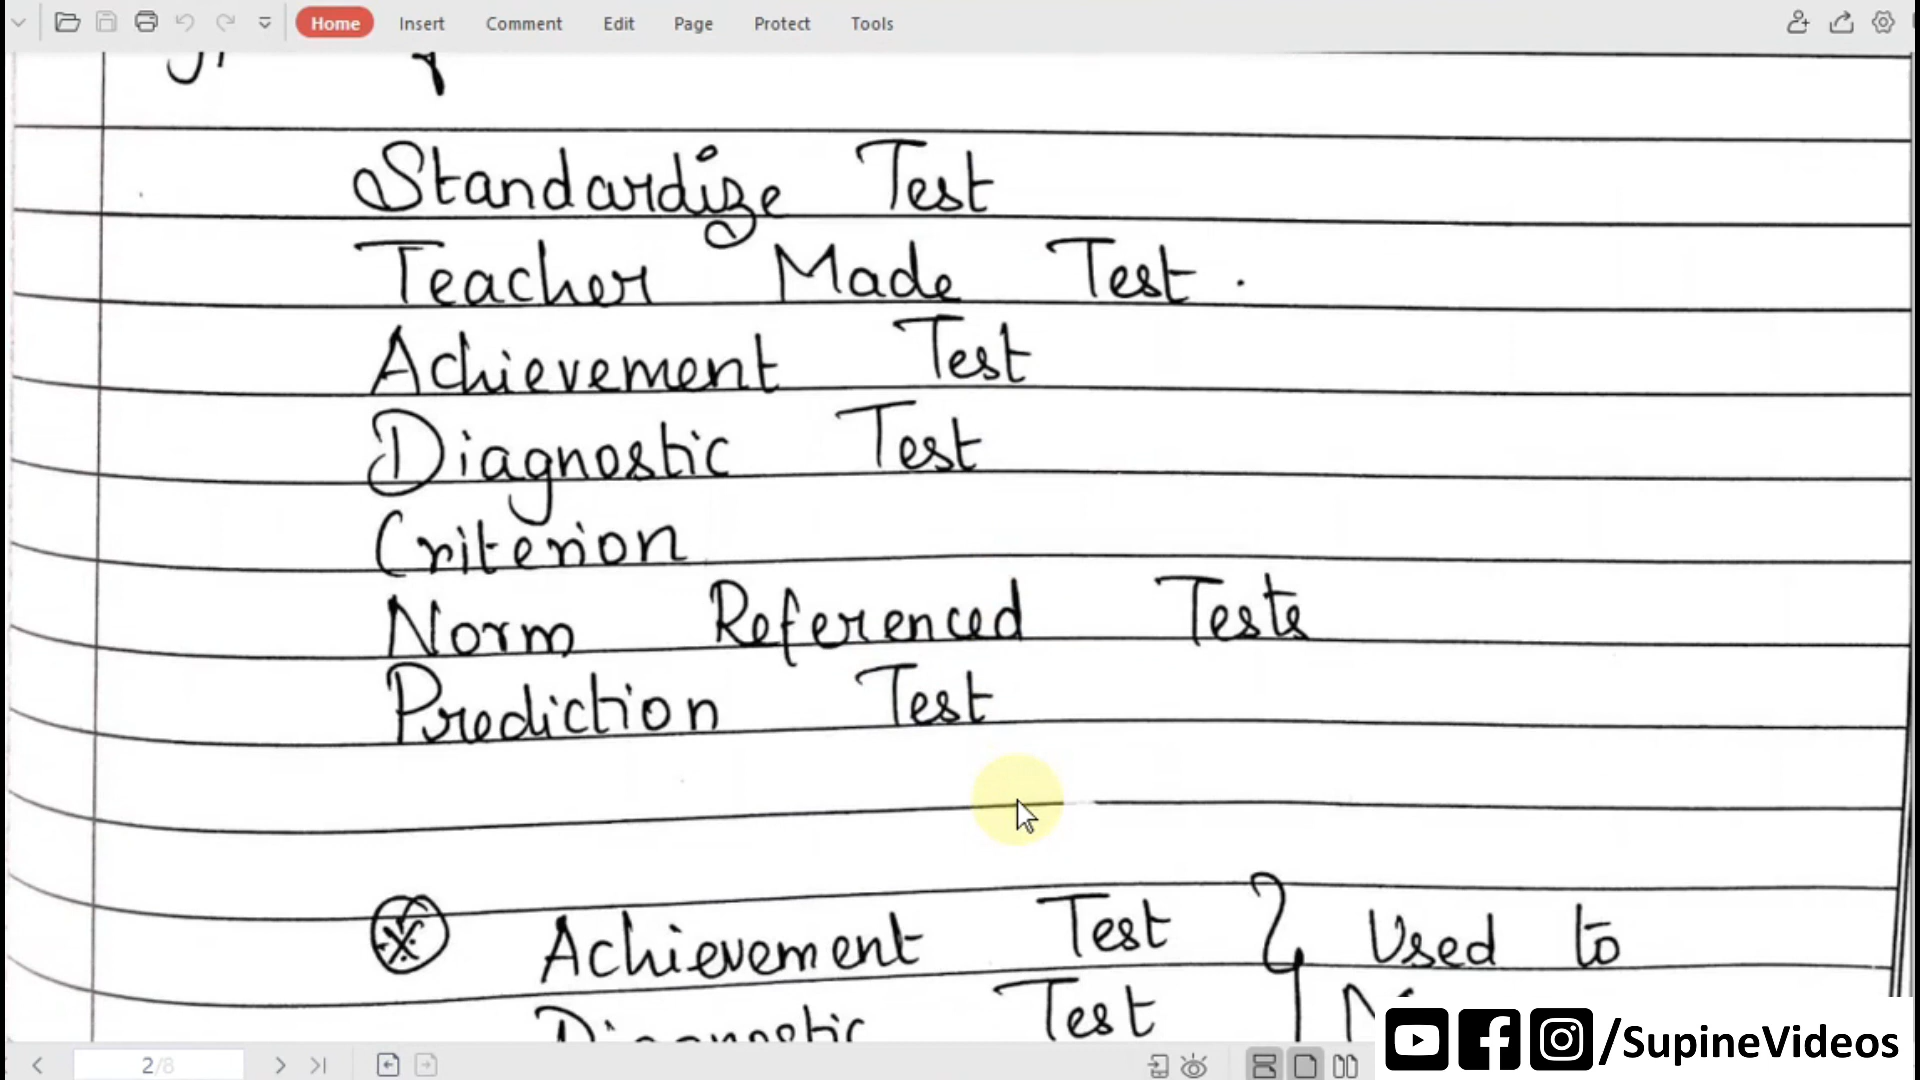 Home Insert Comment Edit Page Protect Tools
Standardize Test
Teacher Made Test.
Achievement Test
Diagnostic Test
Criterion
Norm Referenced Tests
Prediction Test
Achievement Test } Used to
Diagnostic Test
2/8
/SupineVideos